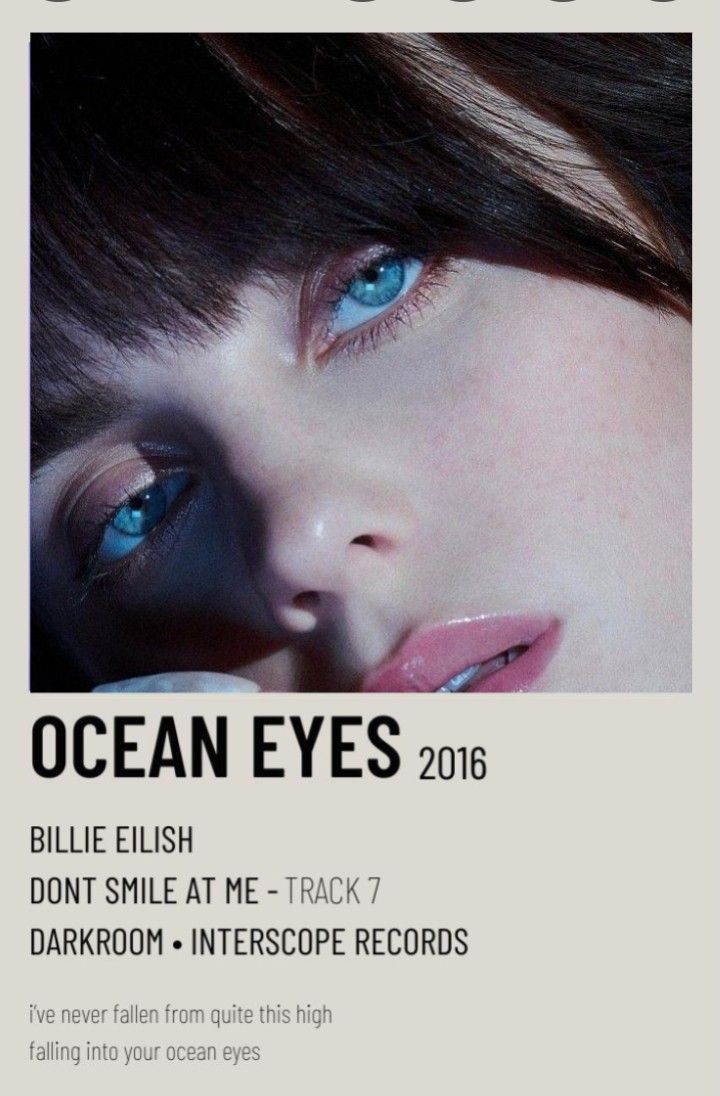 OCEAN EYES 2016
BILLIE EILISH
DONT SMILE AT ME - TRACK 7
DARKROOM • INTERSCOPE RECORDS
i've never fallen from quite this high
falling into your ocean eyes